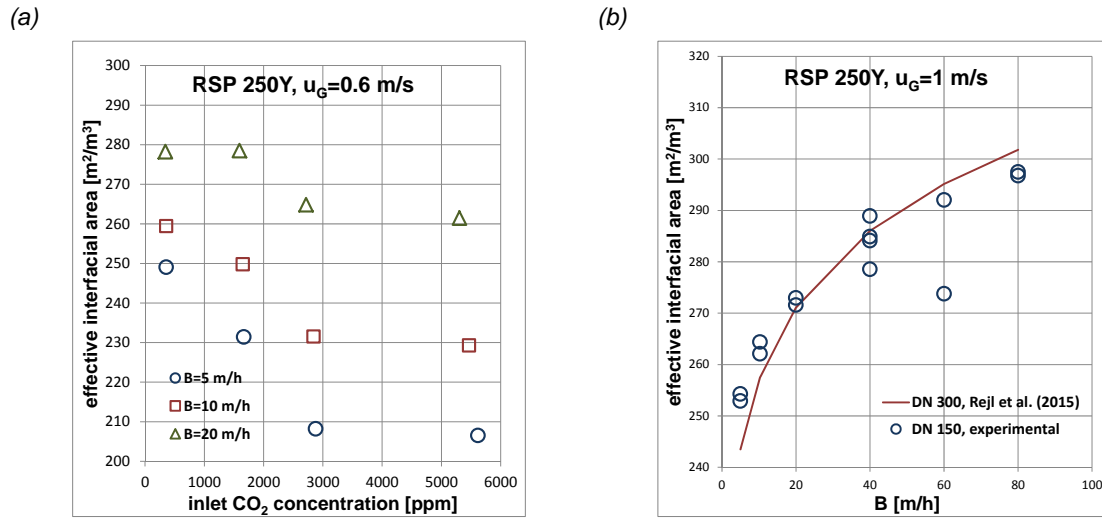 (a)
(b)
RSP 250Y, u_G=0.6 m/s
effective interfacial area [m²/m³]
300
290
280
270
260
250
240
230
220
210
200
B=5 m/h
B=10 m/h
B=20 m/h
0 1000 2000 3000 4000 5000 6000
inlet CO₂ concentration [ppm]
RSP 250Y, u_G=1 m/s
effective interfacial area [m²/m³]
320
310
300
290
280
270
260
250
240
DN 300, Rejl et al. (2015)
DN 150, experimental
0 20 40 60 80 100
B [m/h]